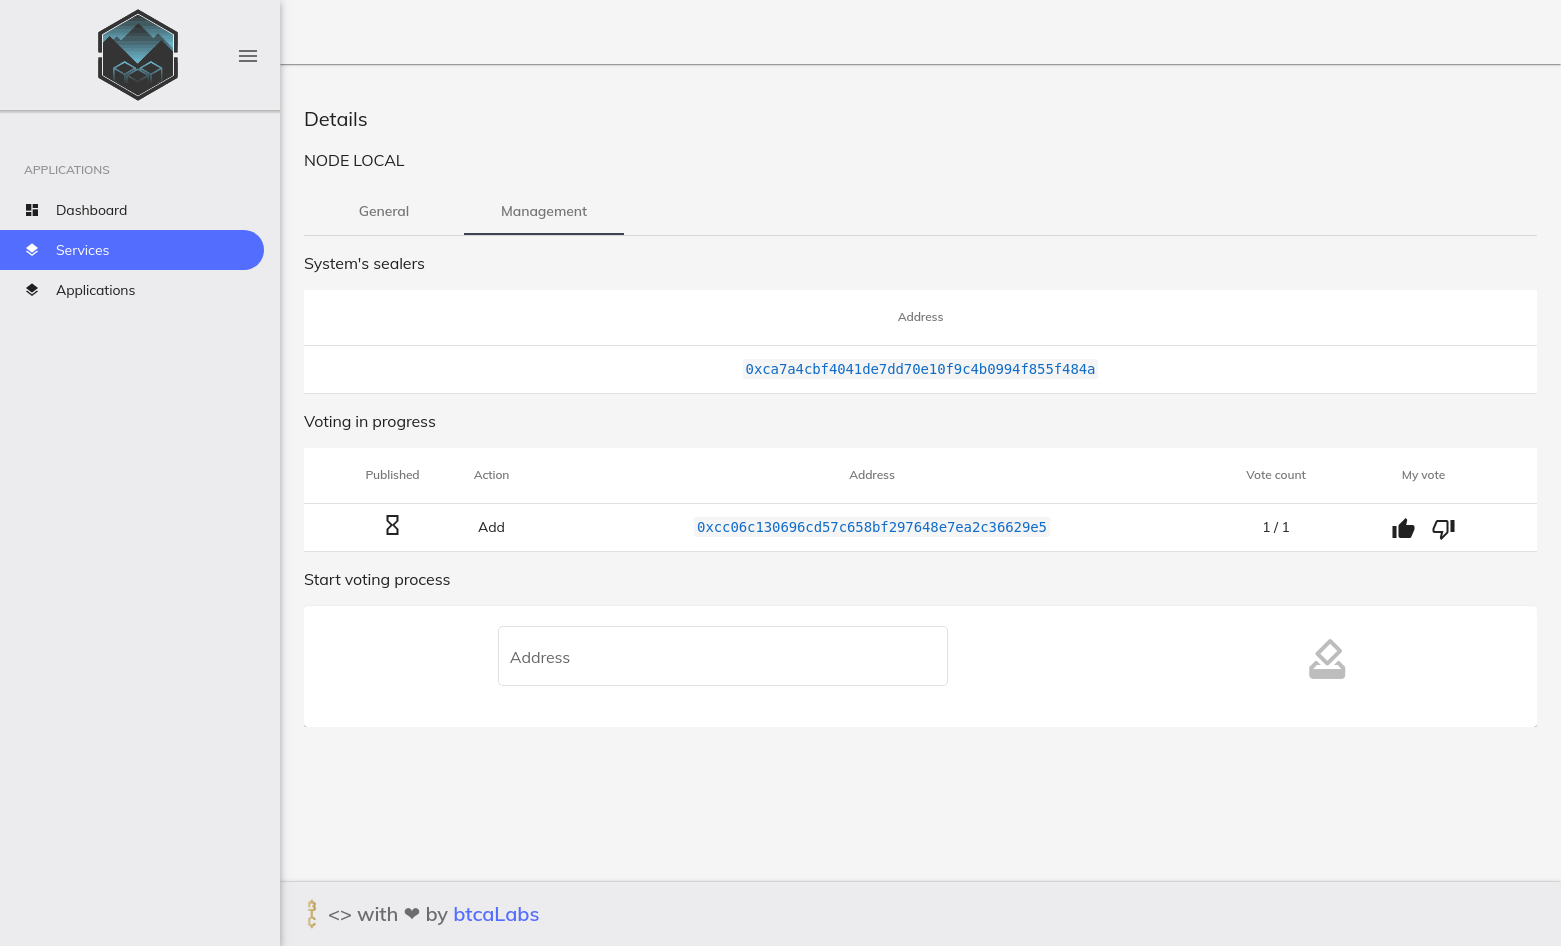 APPLICATIONS
Dashboard
Services
Applications
Details
NODE LOCAL
General Management
System's sealers
Address
0xca7a4cbf4041de7dd70e10f9c4b0994f855f484a
Voting in progress
Published Action Address Vote count My vote
Add 0xcc06c130696cd57c658bf297648e7ea2c36629e5 1 / 1
Start voting process
Address
<> with ❤ by btcaLabs